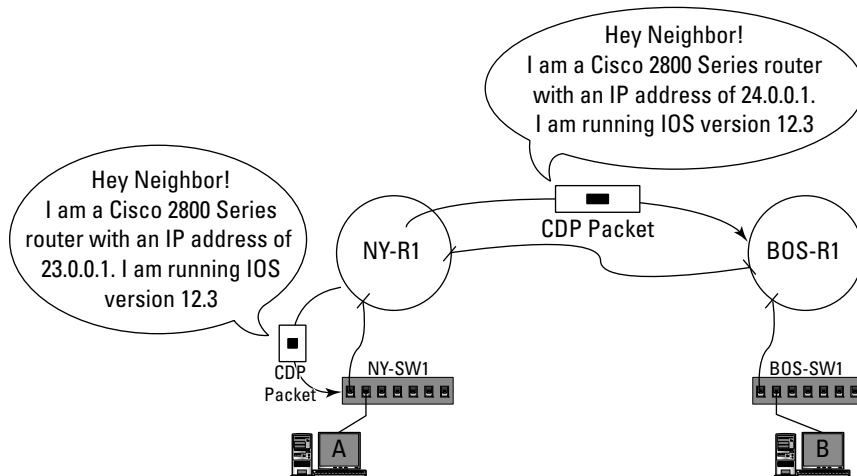 Hey Neighbor!
I am a Cisco 2800 Series router
with an IP address of 24.0.0.1.
I am running IOS version 12.3
Hey Neighbor!
I am a Cisco 2800 Series
router with an IP address of
23.0.0.1. I am running IOS
version 12.3
CDP Packet
NY-R1
BOS-R1
CDP
Packet
NY-SW1
BOS-SW1
A
B